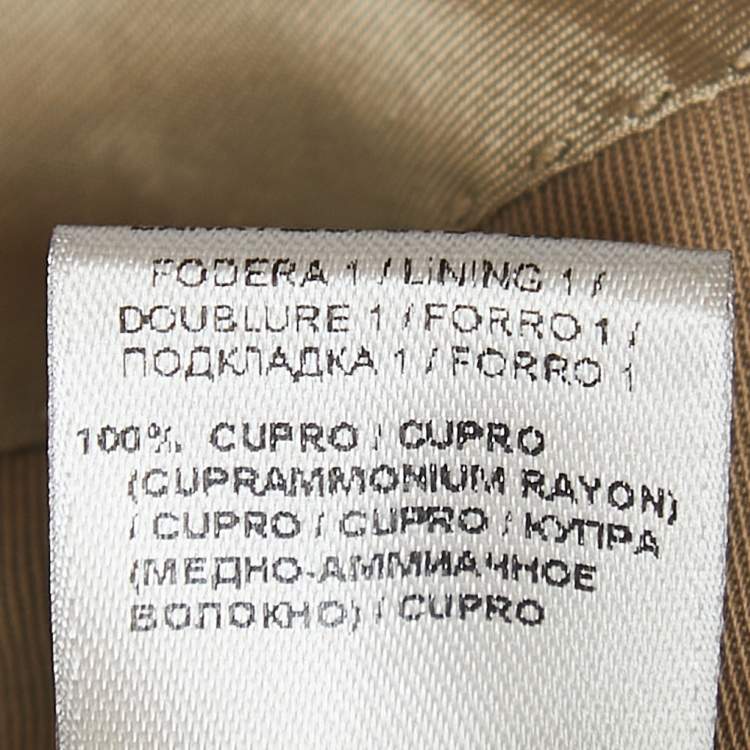 FODERA 1 / LINING 1 /
DOUBLURE 1 / FORRO 1 /
ПОДКЛАДКА 1 / FORRO 1
100% CUPRO / CUPRO
(CUPRAMMONIUM RAYON)
/ CUPRO / CUPRO / КУПРА
(МЕДНО-АММИАЧНОЕ
ВОЛОКНО) / CUPRO